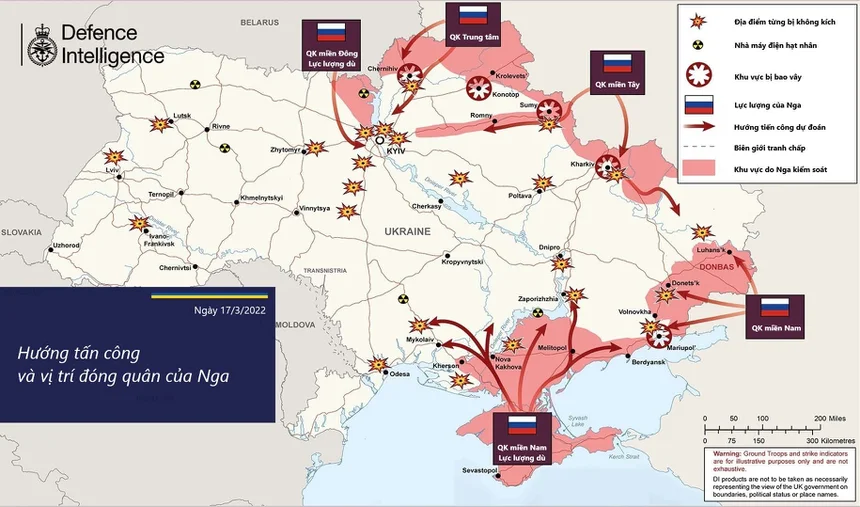 Defence
Intelligence
BELARUS
QK miền Đông
Lực lượng dù
QK Trung tâm
QK miền Tây
Địa điểm từng bị không kích
Nhà máy điện hạt nhân
Khu vực bị bao vây
Lực lượng của Nga
Hướng tiến công dự đoán
Biên giới tranh chấp
Khu vực do Nga kiểm soát
Chernihiv
Krolevets'
Konotop
Sumy
Romny
Lutsk
Rivne
Zhytomyr
KYIV
Kharkiv
Lviv
Ternopil
Khmelnytskyi
Vinnytsya
Cherkasy
Poltava
Dnieper River
Ivano-
Frankivsk
Dniester River
Uzhorod
Chernivtsi
SLOVAKIA
UKRAINE
Kropyvnytski
Dnipro
Luhans'k
DONBAS
Donets'k
TRANSNISTRIA
MOLDOVA
Zaporizhzhia
Volnovkha
Mariupol'
Berdyansk
QK miền Nam
Mykolaiv
Nova
Kakhova
Melitopol
Kherson
Odesa
Ngày 17/3/2022
Hướng tấn công
và vị trí đóng quân của Nga
QK miền Nam
Lực lượng dù
Syvash
Lake
Kerch Strait
Sevastopol
0 50 100 200 Miles
0 75 150 300 Kilometres
Warning: Ground Troops and strike indicators
are for illustrative purposes only and are not
exhaustive.
DI products are not to be taken as necessarily
representing the view of the UK government on
boundaries, political status or place names.